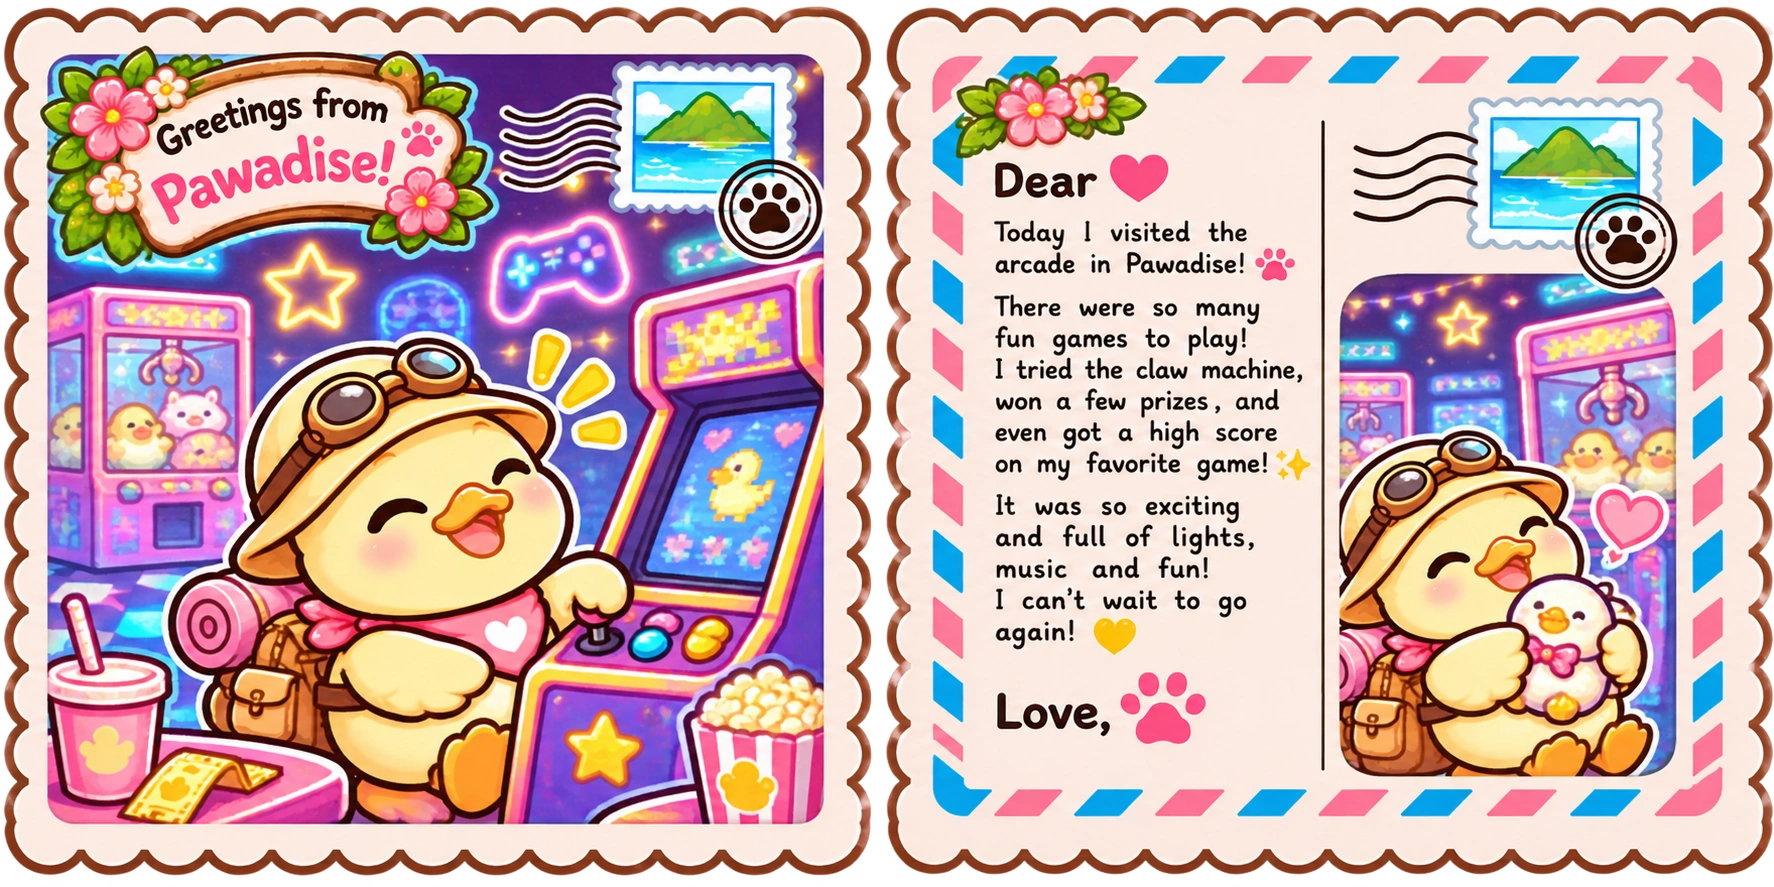 Greetings from
Pawadise!
Dear
Today I visited the
arcade in Pawadise!
There were so many
fun games to play!
I tried the claw machine,
won a few prizes, and
even got a high score
on my favorite game!
It was so exciting
and full of lights,
music and fun!
I can't wait to go
again!
Love,